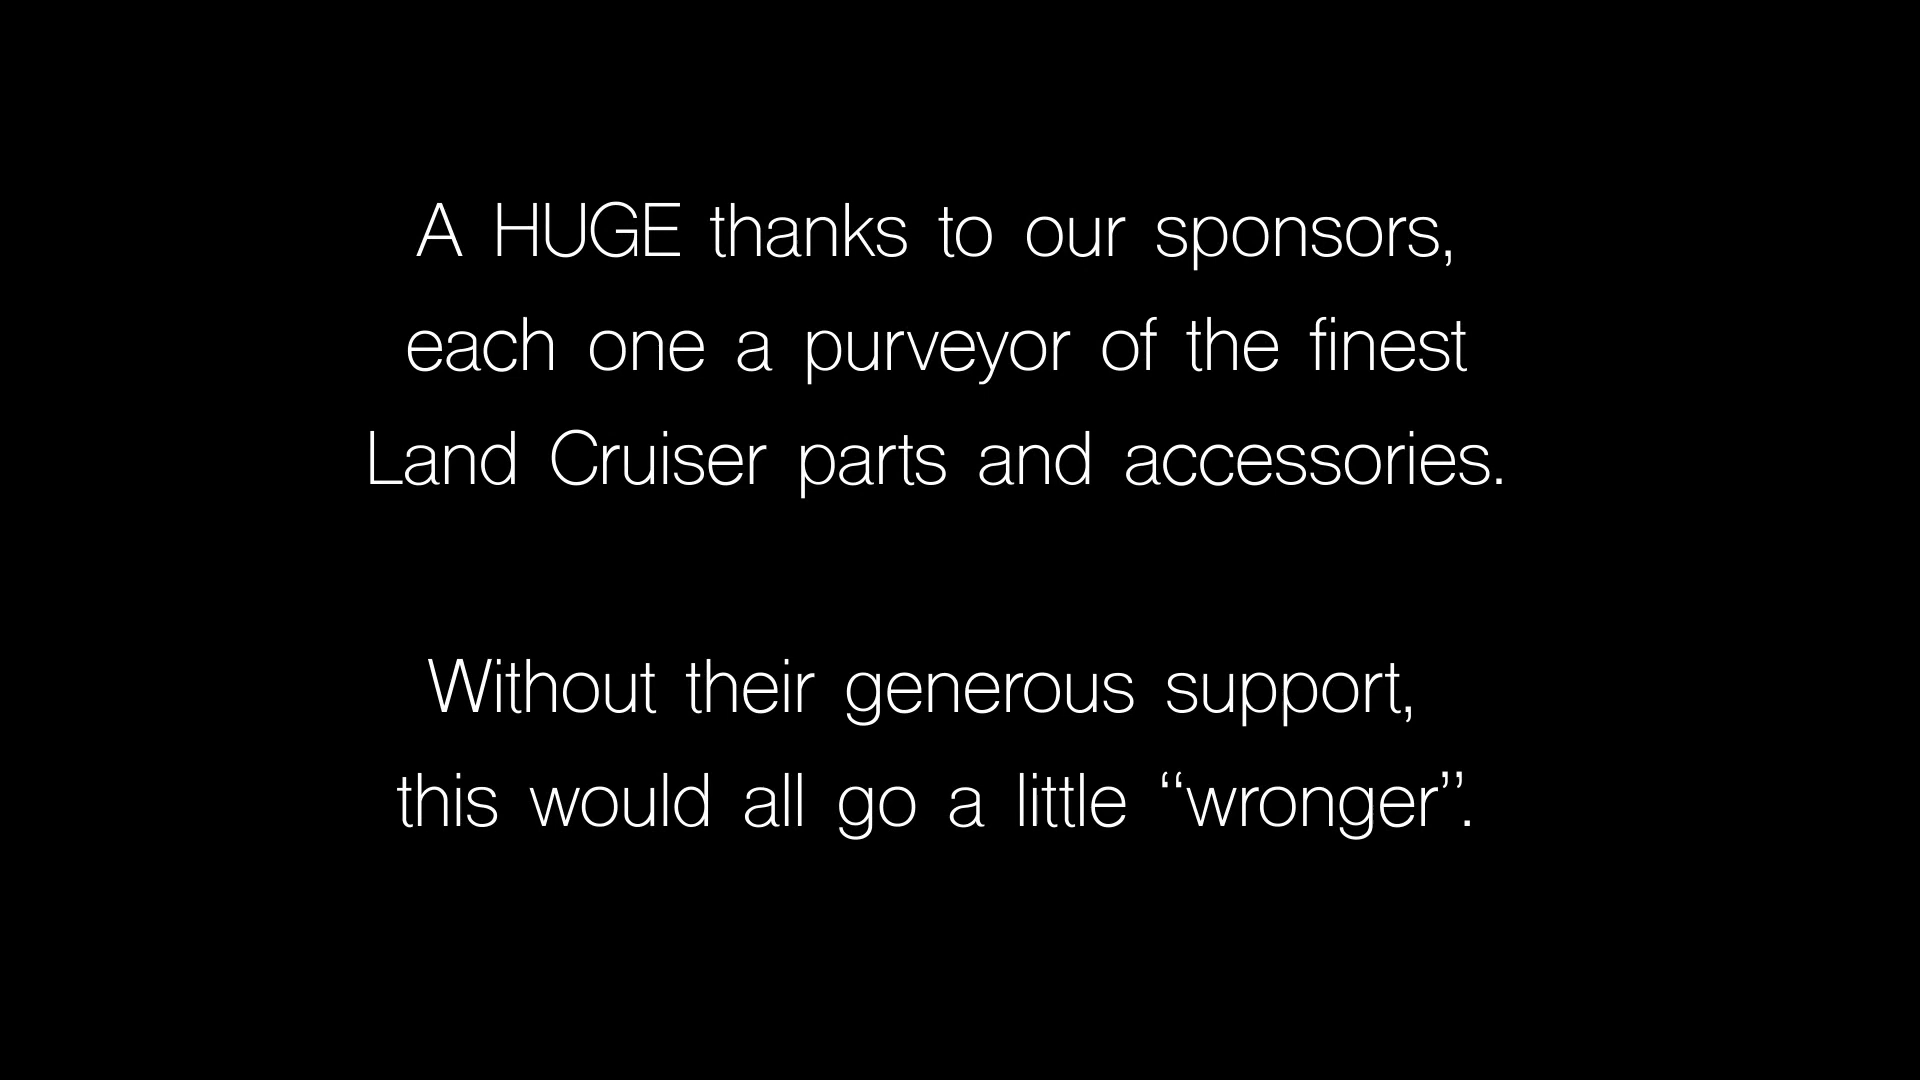 A HUGE thanks to our sponsors,
each one a purveyor of the finest
Land Cruiser parts and accessories.
Without their generous support,
this would all go a little “wronger”.